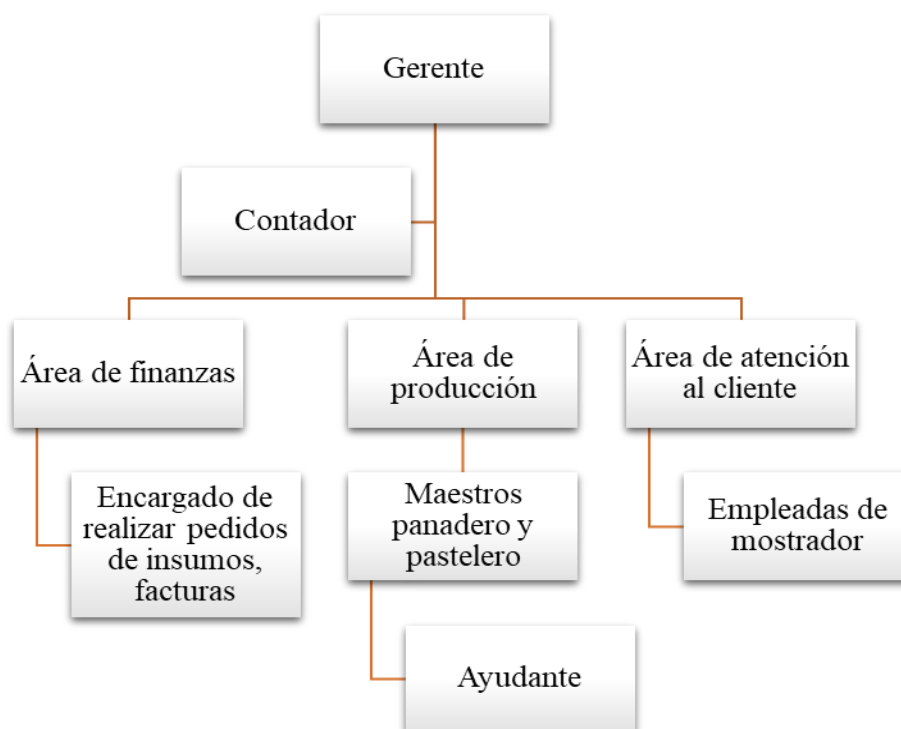 Gerente
Contador
Área de finanzas
Área de
producción
Área de atención
al cliente
Encargado de
realizar pedidos
de insumos,
facturas
Maestros
panadero y
pastelero
Empleadas de
mostrador
Ayudante